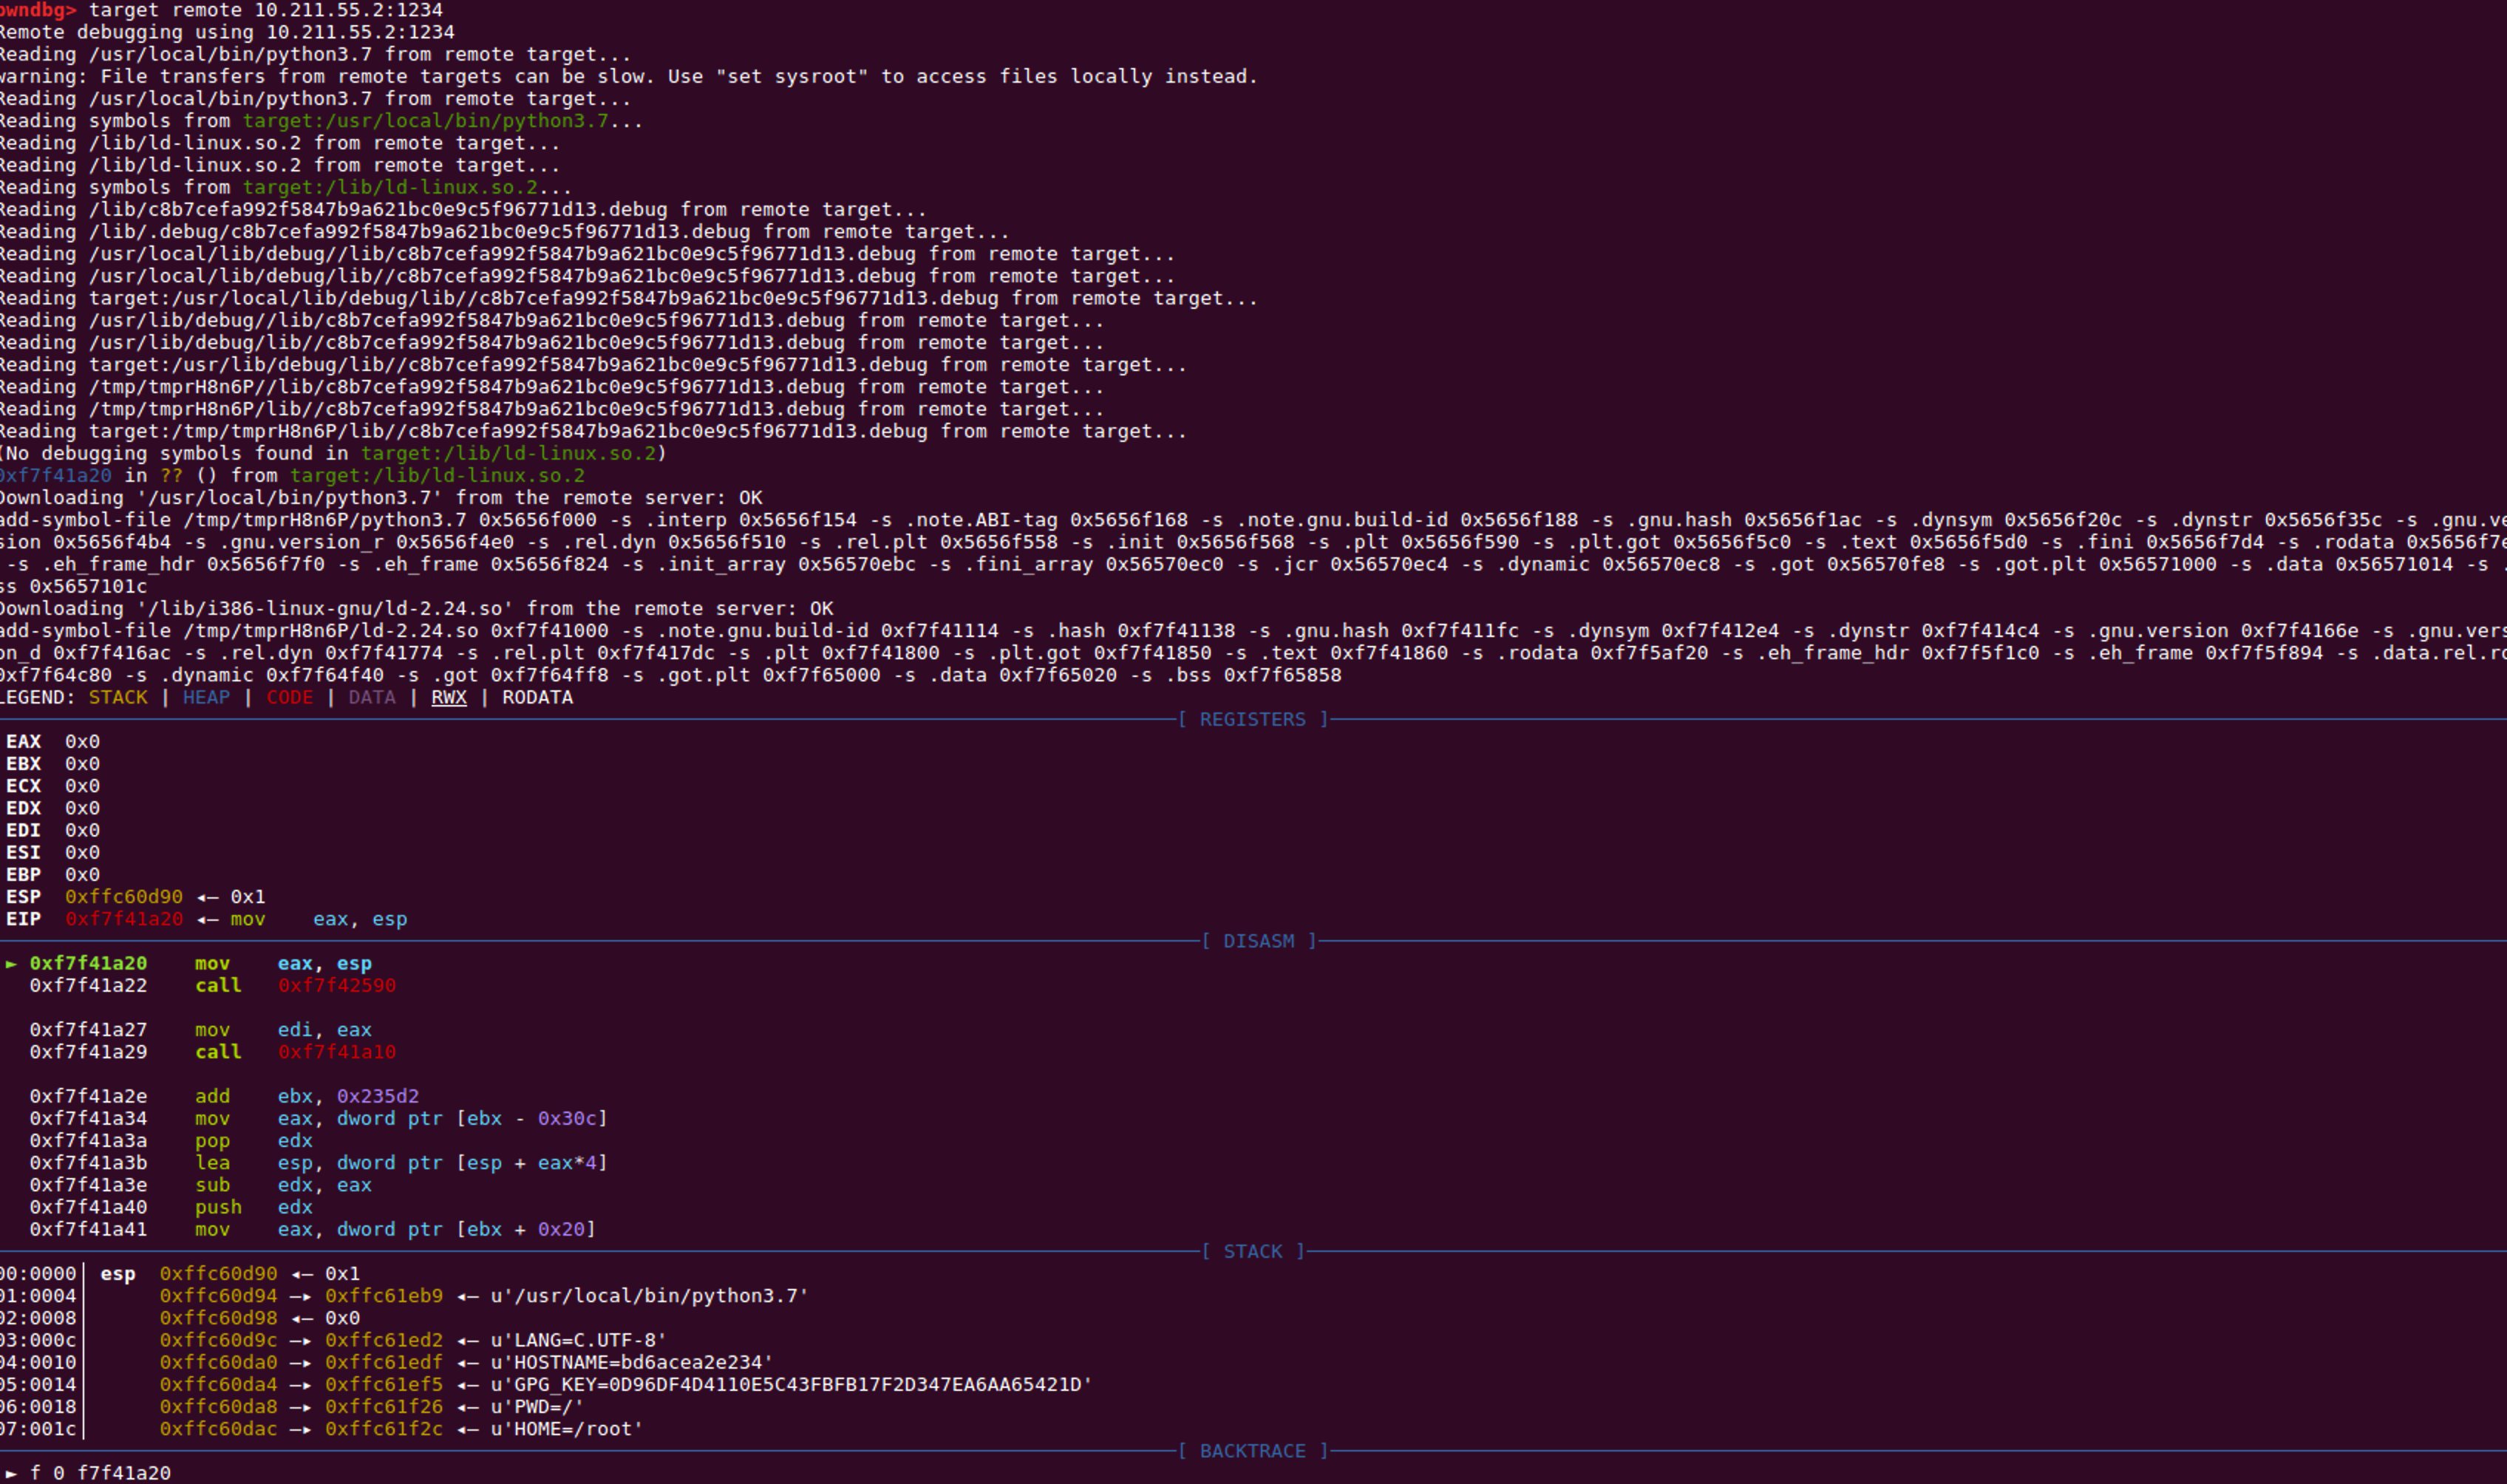 pwndbg> target remote 10.211.55.2:1234
Remote debugging using 10.211.55.2:1234
Reading /usr/local/bin/python3.7 from remote target...
warning: File transfers from remote targets can be slow. Use "set sysroot" to access files locally instead.
Reading /usr/local/bin/python3.7 from remote target...
Reading symbols from target:/usr/local/bin/python3.7...
Reading /lib/ld-linux.so.2 from remote target...
Reading /lib/ld-linux.so.2 from remote target...
Reading symbols from target:/lib/ld-linux.so.2...
Reading /lib/c8b7cefa992f5847b9a621bc0e9c5f96771d13.debug from remote target...
Reading /lib/.debug/c8b7cefa992f5847b9a621bc0e9c5f96771d13.debug from remote target...
Reading /usr/local/lib/debug//lib/c8b7cefa992f5847b9a621bc0e9c5f96771d13.debug from remote target...
Reading /usr/local/lib/debug/lib//c8b7cefa992f5847b9a621bc0e9c5f96771d13.debug from remote target...
Reading target:/usr/local/lib/debug/lib//c8b7cefa992f5847b9a621bc0e9c5f96771d13.debug from remote target...
Reading /usr/lib/debug//lib/c8b7cefa992f5847b9a621bc0e9c5f96771d13.debug from remote target...
Reading /usr/lib/debug/lib//c8b7cefa992f5847b9a621bc0e9c5f96771d13.debug from remote target...
Reading target:/usr/lib/debug/lib//c8b7cefa992f5847b9a621bc0e9c5f96771d13.debug from remote target...
Reading /tmp/tmprH8n6P//lib/c8b7cefa992f5847b9a621bc0e9c5f96771d13.debug from remote target...
Reading /tmp/tmprH8n6P/lib//c8b7cefa992f5847b9a621bc0e9c5f96771d13.debug from remote target...
Reading target:/tmp/tmprH8n6P/lib//c8b7cefa992f5847b9a621bc0e9c5f96771d13.debug from remote target...
(No debugging symbols found in target:/lib/ld-linux.so.2)
0xf7f41a20 in ?? () from target:/lib/ld-linux.so.2
Downloading '/usr/local/bin/python3.7' from the remote server: OK
add-symbol-file /tmp/tmprH8n6P/python3.7 0x5656f000 -s .interp 0x5656f154 -s .note.ABI-tag 0x5656f168 -s .note.gnu.build-id 0x5656f188 -s .gnu.hash 0x5656f1ac -s .dynsym 0x5656f20c -s .dynstr 0x5656f35c -s .gnu.ve
sion 0x5656f4b4 -s .gnu.version_r 0x5656f4e0 -s .rel.dyn 0x5656f510 -s .rel.plt 0x5656f558 -s .init 0x5656f568 -s .plt 0x5656f590 -s .plt.got 0x5656f5c0 -s .text 0x5656f5d0 -s .fini 0x5656f7d4 -s .rodata 0x5656f7e
-s .eh_frame_hdr 0x5656f7f0 -s .eh_frame 0x5656f824 -s .init_array 0x56570ebc -s .fini_array 0x56570ec0 -s .jcr 0x56570ec4 -s .dynamic 0x56570ec8 -s .got 0x56570fe8 -s .got.plt 0x56571000 -s .data 0x56571014 -s .
ss 0x5657101c
Downloading '/lib/i386-linux-gnu/ld-2.24.so' from the remote server: OK
add-symbol-file /tmp/tmprH8n6P/ld-2.24.so 0xf7f41000 -s .note.gnu.build-id 0xf7f41114 -s .hash 0xf7f41138 -s .gnu.hash 0xf7f411fc -s .dynsym 0xf7f412e4 -s .dynstr 0xf7f414c4 -s .gnu.version 0xf7f4166e -s .gnu.vers
on_d 0xf7f416ac -s .rel.dyn 0xf7f41774 -s .rel.plt 0xf7f417dc -s .plt 0xf7f41800 -s .plt.got 0xf7f41850 -s .text 0xf7f41860 -s .rodata 0xf7f5af20 -s .eh_frame_hdr 0xf7f5f1c0 -s .eh_frame 0xf7f5f894 -s .data.rel.ro
0xf7f64c80 -s .dynamic 0xf7f64f40 -s .got 0xf7f64ff8 -s .got.plt 0xf7f65000 -s .data 0xf7f65020 -s .bss 0xf7f65858
LEGEND: STACK | HEAP | CODE | DATA | RWX | RODATA
[ REGISTERS ]
EAX 0x0
EBX 0x0
ECX 0x0
EDX 0x0
EDI 0x0
ESI 0x0
EBP 0x0
ESP 0xffc60d90 ◂— 0x1
EIP 0xf7f41a20 ◂— mov eax, esp
[ DISASM ]
► 0xf7f41a20 mov eax, esp
0xf7f41a22 call 0xf7f42590
0xf7f41a27 mov edi, eax
0xf7f41a29 call 0xf7f41a10
0xf7f41a2e add ebx, 0x235d2
0xf7f41a34 mov eax, dword ptr [ebx - 0x30c]
0xf7f41a3a pop edx
0xf7f41a3b lea esp, dword ptr [esp + eax*4]
0xf7f41a3e sub edx, eax
0xf7f41a40 push edx
0xf7f41a41 mov eax, dword ptr [ebx + 0x20]
[ STACK ]
00:0000│ esp 0xffc60d90 ◂— 0x1
01:0004│ 0xffc60d94 —▸ 0xffc61eb9 ◂— u'/usr/local/bin/python3.7'
02:0008│ 0xffc60d98 ◂— 0x0
03:000c│ 0xffc60d9c —▸ 0xffc61ed2 ◂— u'LANG=C.UTF-8'
04:0010│ 0xffc60da0 —▸ 0xffc61edf ◂— u'HOSTNAME=bd6acea2e234'
05:0014│ 0xffc60da4 —▸ 0xffc61ef5 ◂— u'GPG_KEY=0D96DF4D4110E5C43FBFB17F2D347EA6AA65421D'
06:0018│ 0xffc60da8 —▸ 0xffc61f26 ◂— u'PWD=/'
07:001c│ 0xffc60dac —▸ 0xffc61f2c ◂— u'HOME=/root'
[ BACKTRACE ]
► f 0 f7f41a20